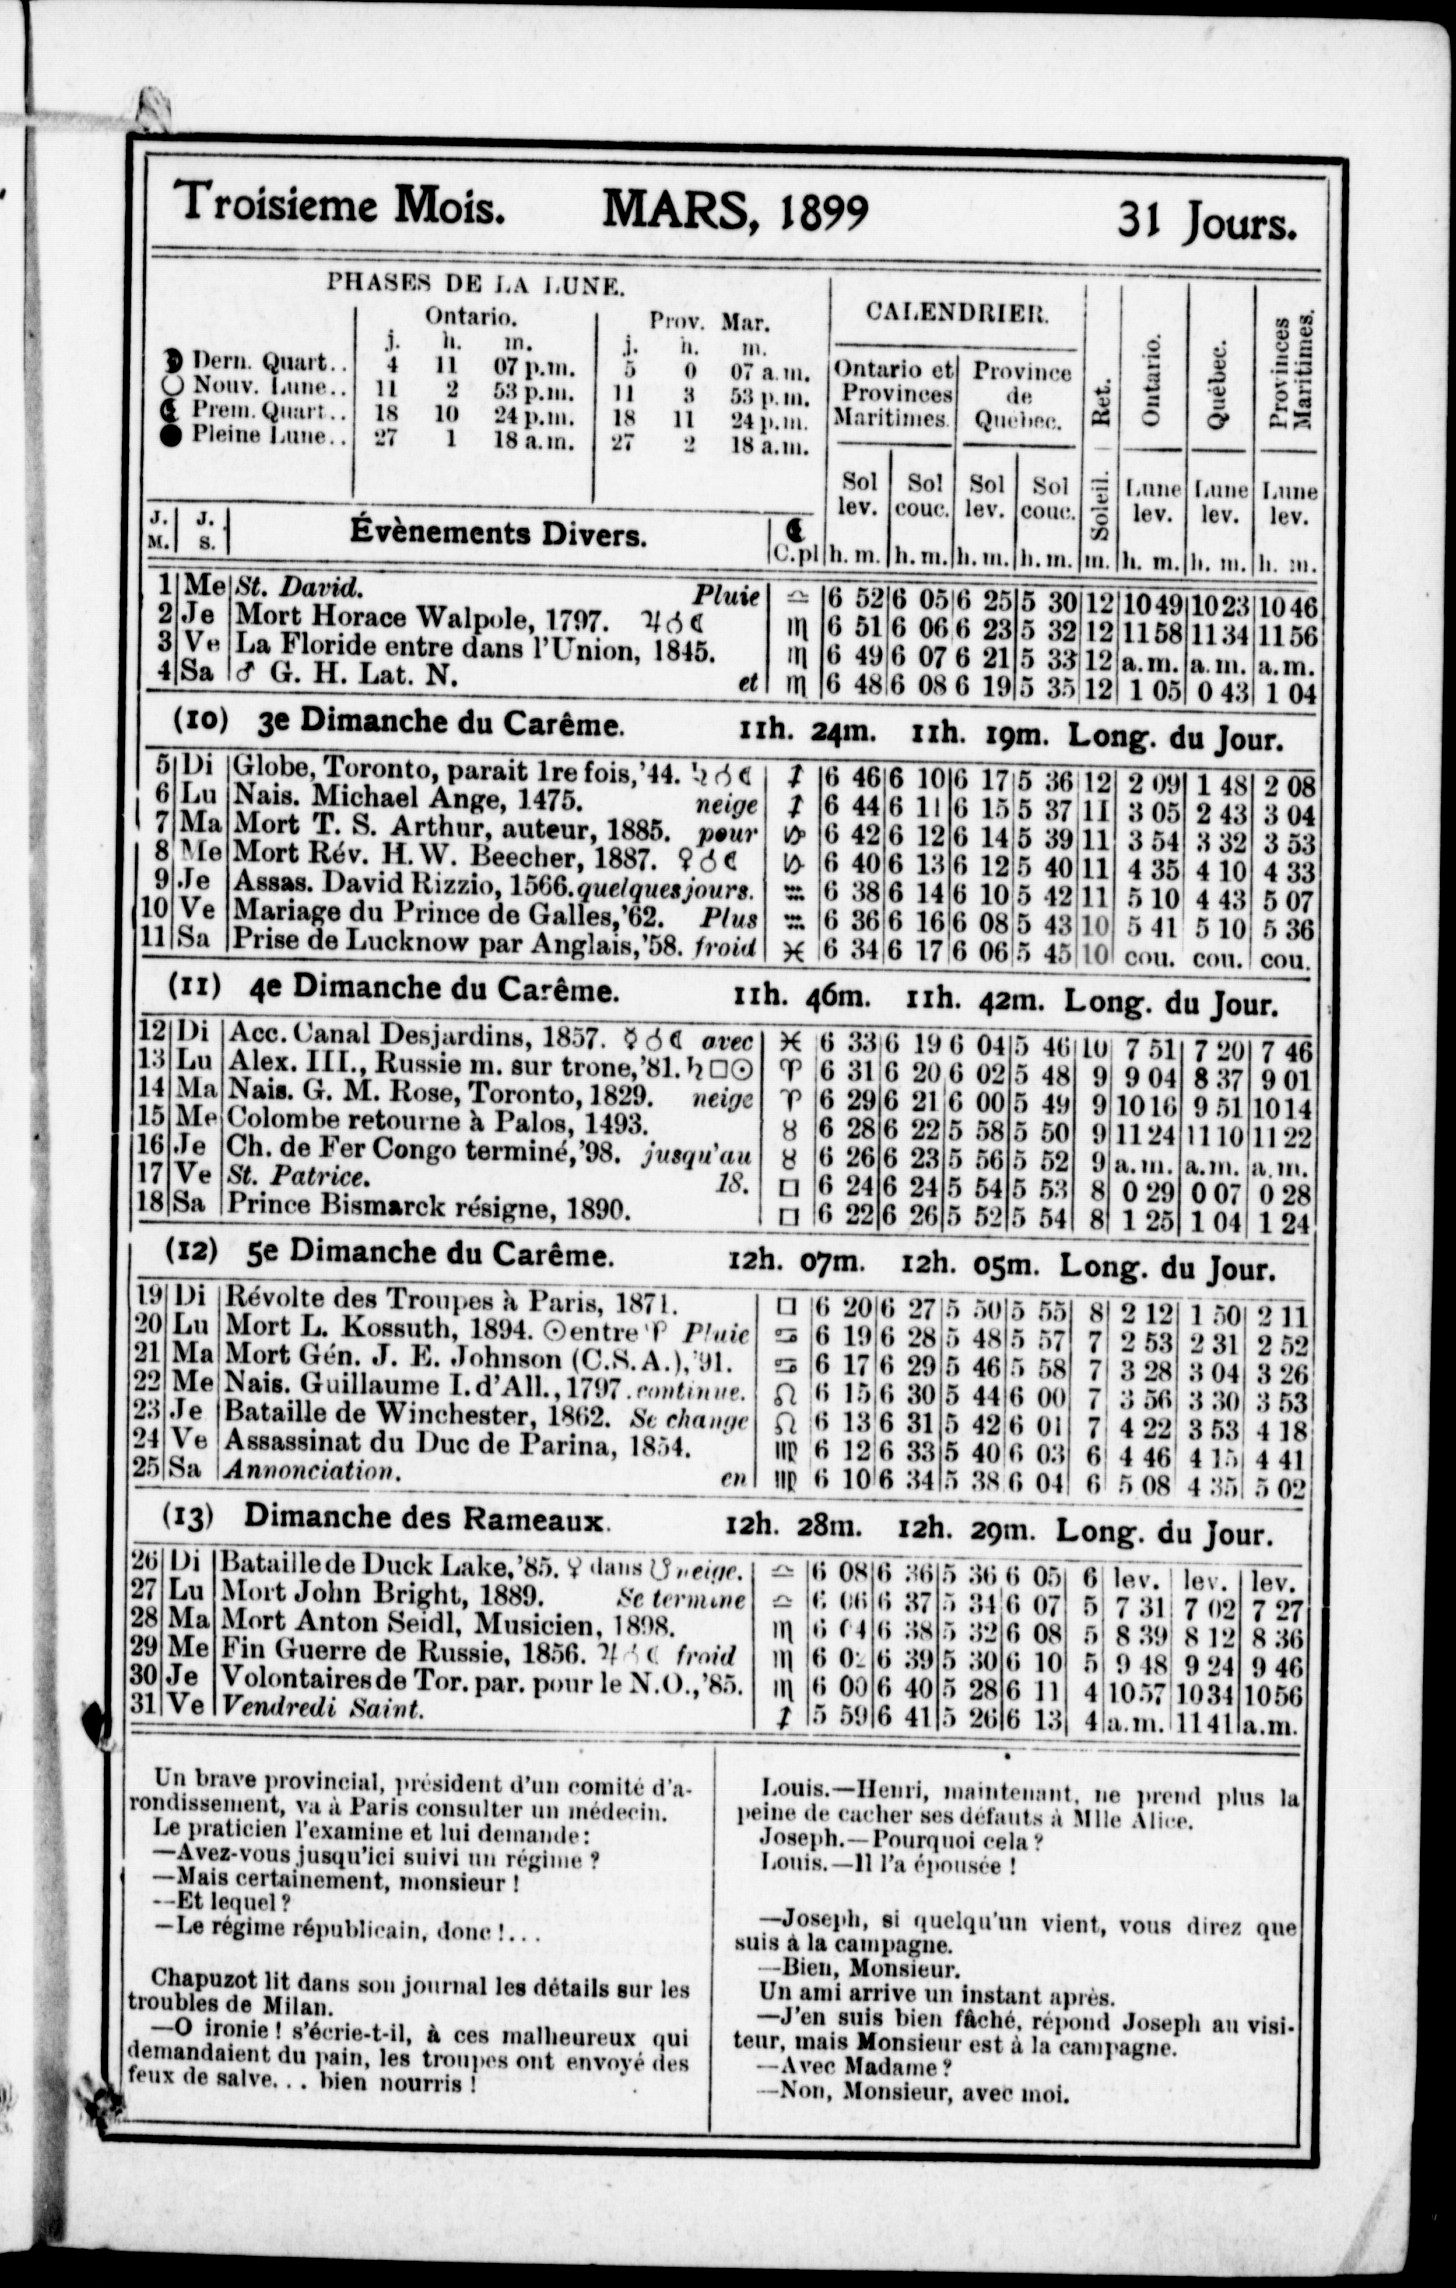 Troisieme Mois. MARS, 1899 31 Jours.
PHASES DE LA LUNE.
Ontario. Prov. Mar.
j. h. m. j. h. m.
Dern. Quart.. 4 11 07 p.m. 5 0 07 a.m.
Nouv. Lune.. 11 2 53 p.m. 11 3 53 p.m.
Prem. Quart.. 18 10 24 p.m. 18 11 24 p.m.
Pleine Lune.. 27 1 18 a.m. 27 2 18 a.m.
CALENDRIER.
Ontario et Provinces Maritimes.
Province de Quebec.
Soleil. Ret.
Ontario.
Québec.
Provinces Maritimes.
Sol lev. Sol couc. Sol lev. Sol couc. Lune lev. Lune lev. Lune lev.
J. M. J. S. Évènements Divers. ☾ C.pl h. m. h. m. h. m. h. m. m. h. m. h. m. h. m.
1 Me St. David. Pluie ♎ 6 52 6 05 6 25 5 30 12 10 49 10 23 10 46
2 Je Mort Horace Walpole, 1797. ♃☌☾ ♏ 6 51 6 06 6 23 5 32 12 11 58 11 34 11 56
3 Ve La Floride entre dans l'Union, 1845. ♏ 6 49 6 07 6 21 5 33 12 a.m. a.m. a.m.
4 Sa ♂ G. H. Lat. N. et ♏ 6 48 6 08 6 19 5 35 12 1 05 0 43 1 04
(10) 3e Dimanche du Carême. 11h. 24m. 11h. 19m. Long. du Jour.
5 Di Globe, Toronto, parait 1re fois, '44. ♄☌☾ ♐ 6 46 6 10 6 17 5 36 12 2 09 1 48 2 08
6 Lu Nais. Michael Ange, 1475. neige ♐ 6 44 6 11 6 15 5 37 11 3 05 2 43 3 04
7 Ma Mort T. S. Arthur, auteur, 1885. pour ♑ 6 42 6 12 6 14 5 39 11 3 54 3 32 3 53
8 Me Mort Rév. H. W. Beecher, 1887. ♀☌☾ ♑ 6 40 6 13 6 12 5 40 11 4 35 4 10 4 33
9 Je Assas. David Rizzio, 1566. quelques jours. ♒ 6 38 6 14 6 10 5 42 11 5 10 4 43 5 07
10 Ve Mariage du Prince de Galles, '62. Plus ♒ 6 36 6 16 6 08 5 43 10 5 41 5 10 5 36
11 Sa Prise de Lucknow par Anglais, '58. froid ♓ 6 34 6 17 6 06 5 45 10 cou. cou. cou.
(11) 4e Dimanche du Carême. 11h. 46m. 11h. 42m. Long. du Jour.
12 Di Acc. Canal Desjardins, 1857. ☿☌☾ avec ♓ 6 33 6 19 6 04 5 46 10 7 51 7 20 7 46
13 Lu Alex. III., Russie m. sur trone, '81. ♄□☉ ♈ 6 31 6 20 6 02 5 48 9 9 04 8 37 9 01
14 Ma Nais. G. M. Rose, Toronto, 1829. neige ♈ 6 29 6 21 6 00 5 49 9 10 16 9 51 10 14
15 Me Colombe retourne à Palos, 1493. ♉ 6 28 6 22 5 58 5 50 9 11 24 11 10 11 22
16 Je Ch. de Fer Congo terminé, '98. jusqu'au ♉ 6 26 6 23 5 56 5 52 9 a.m. a.m. a.m.
17 Ve St. Patrice. 18. □ 6 24 6 24 5 54 5 53 8 0 29 0 07 0 28
18 Sa Prince Bismarck résigne, 1890. □ 6 22 6 26 5 52 5 54 8 1 25 1 04 1 24
(12) 5e Dimanche du Carême. 12h. 07m. 12h. 05m. Long. du Jour.
19 Di Révolte des Troupes à Paris, 1871. □ 6 20 6 27 5 50 5 55 8 2 12 1 50 2 11
20 Lu Mort L. Kossuth, 1894. ☉ entre ♈ Pluie ♋ 6 19 6 28 5 48 5 57 7 2 53 2 31 2 52
21 Ma Mort Gén. J. E. Johnson (C.S.A.), '91. ♋ 6 17 6 29 5 46 5 58 7 3 28 3 04 3 26
22 Me Nais. Guillaume I. d'All., 1797. continue. ♌ 6 15 6 30 5 44 6 00 7 3 56 3 30 3 53
23 Je Bataille de Winchester, 1862. Se change ♌ 6 13 6 31 5 42 6 01 7 4 22 3 53 4 18
24 Ve Assassinat du Duc de Parina, 1854. ♍ 6 12 6 33 5 40 6 03 6 4 46 4 15 4 41
25 Sa Annonciation. en ♍ 6 10 6 34 5 38 6 04 6 5 08 4 35 5 02
(13) Dimanche des Rameaux. 12h. 28m. 12h. 29m. Long. du Jour.
26 Di Bataille de Duck Lake, '85. ♀ dans ☋ neige. ♎ 6 08 6 36 5 36 6 05 6 lev. lev. lev.
27 Lu Mort John Bright, 1889. Se termine ♎ 6 06 6 37 5 34 6 07 5 7 31 7 02 7 27
28 Ma Mort Anton Seidl, Musicien, 1898. ♏ 6 04 6 38 5 32 6 08 5 8 39 8 12 8 36
29 Me Fin Guerre de Russie, 1856. ♃☌☾ froid ♏ 6 02 6 39 5 30 6 10 5 9 48 9 24 9 46
30 Je Volontaires de Tor. par. pour le N.O., '85. ♏ 6 00 6 40 5 28 6 11 4 10 57 10 34 10 56
31 Ve Vendredi Saint. ♐ 5 59 6 41 5 26 6 13 4 a.m. 11 41 a.m.
Un brave provincial, président d'un comité d'a-
rondissement, va à Paris consulter un médecin.
Le praticien l'examine et lui demande:
—Avez-vous jusqu'ici suivi un régime ?
—Mais certainement, monsieur !
—Et lequel ?
—Le régime républicain, donc !...
Chapuzot lit dans son journal les détails sur les
troubles de Milan.
—O ironie ! s'écrie-t-il, à ces malheureux qui
demandaient du pain, les troupes ont envoyé des
feux de salve... bien nourris !
Louis.—Henri, maintenant, ne prend plus la
peine de cacher ses défauts à Mlle Alice.
Joseph.—Pourquoi cela ?
Louis.—Il l'a épousée !
—Joseph, si quelqu'un vient, vous direz que
suis à la campagne.
—Bien, Monsieur.
Un ami arrive un instant après.
—J'en suis bien fâché, répond Joseph au visi-
teur, mais Monsieur est à la campagne.
—Avec Madame ?
—Non, Monsieur, avec moi.